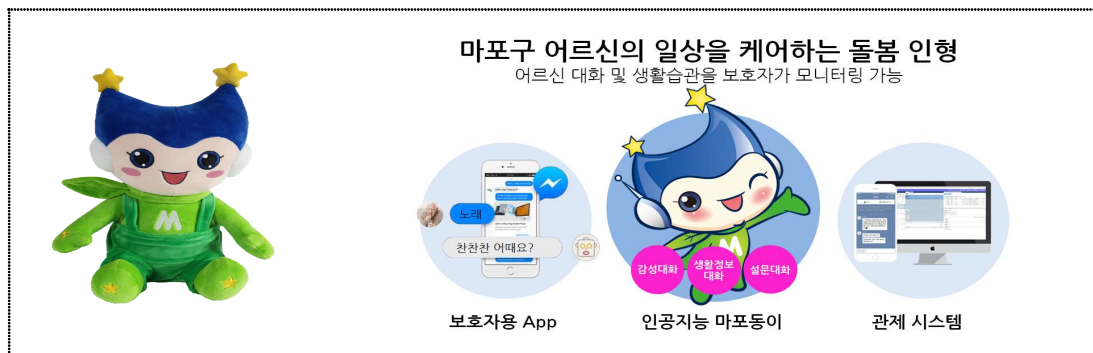 마포구 어르신의 일상을 케어하는 돌봄 인형
어르신 대화 및 생활습관을 보호자가 모니터링 가능
노래
찬찬찬 어때요?
M
M
감성대화
생활정보
대화
설문대화
보호자용 App
인공지능 마포동이
관제 시스템